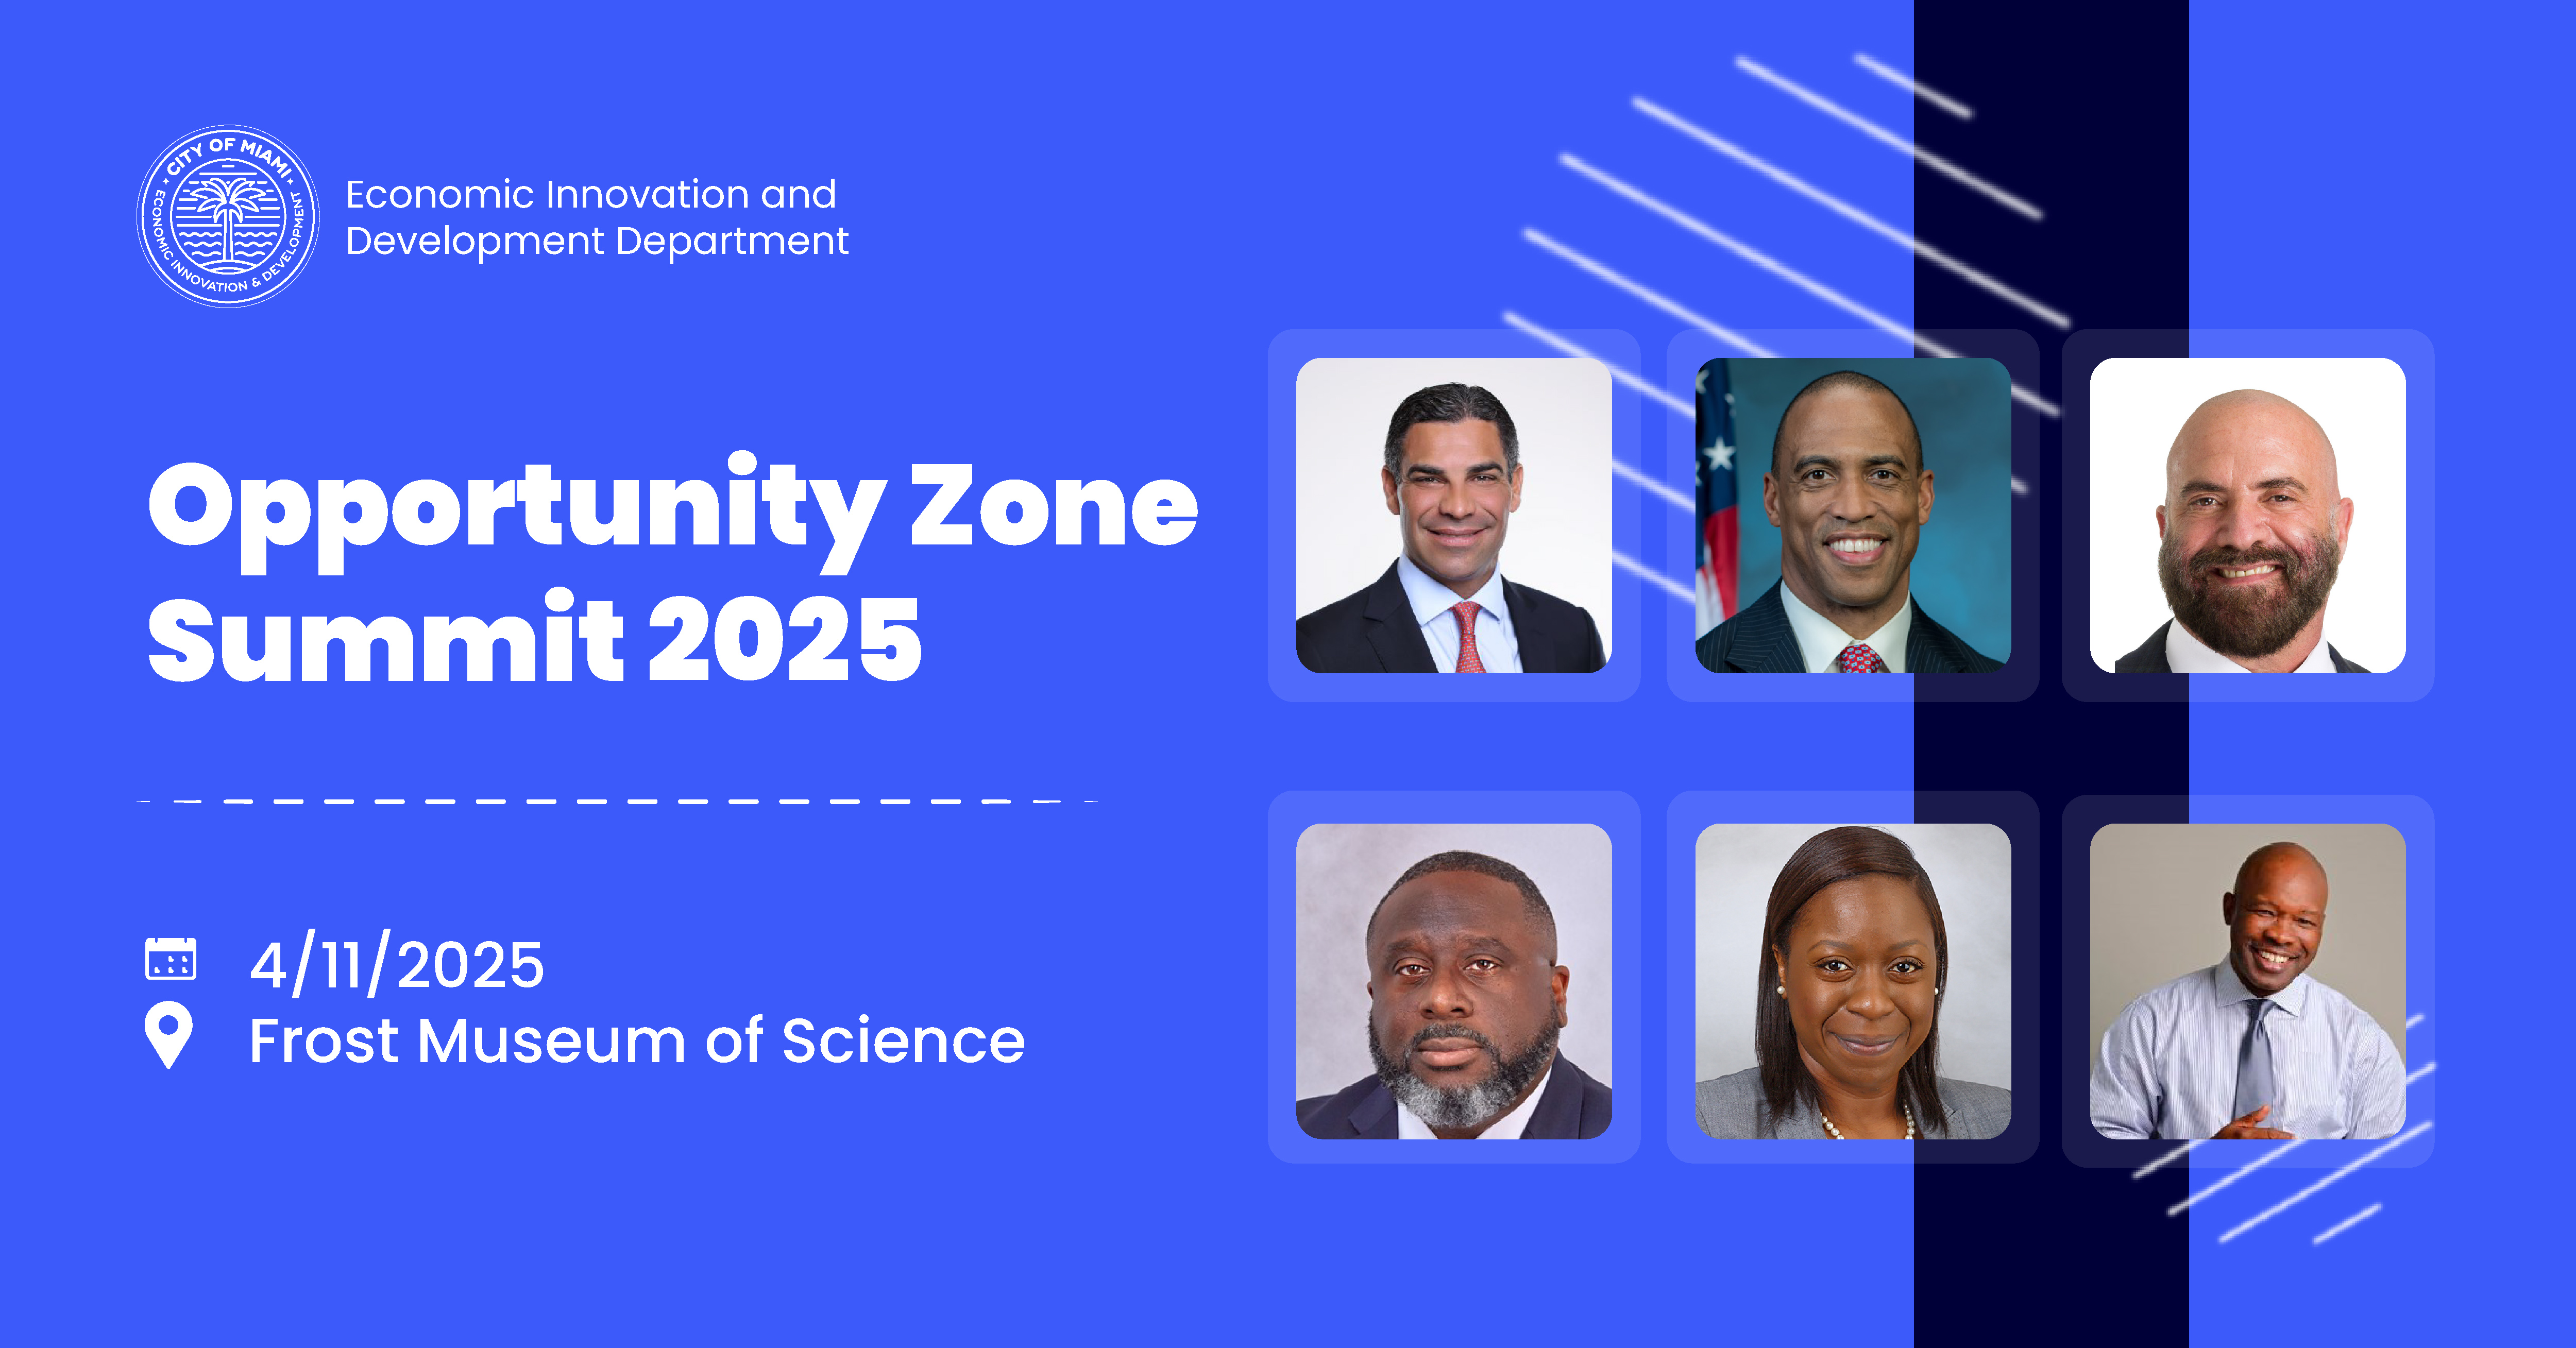 CITY OF MIAMI
ECONOMIC INNOVATION & DEVELOPMENT
Economic Innovation and
Development Department
Opportunity Zone
Summit 2025
4/11/2025
Frost Museum of Science